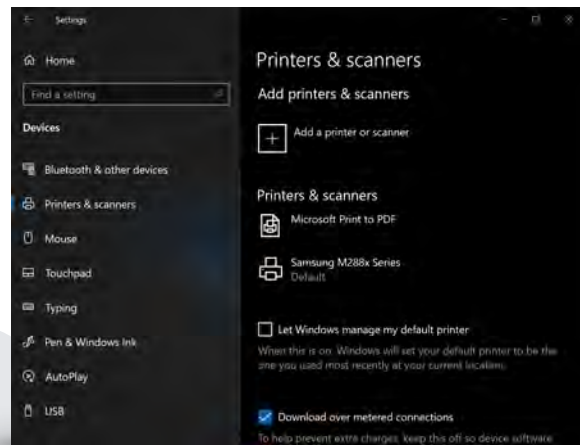 Settings
Home
Find a setting
Devices
Bluetooth & other devices
Printers & scanners
Mouse
Touchpad
Typing
Pen & Windows Ink
AutoPlay
USB
Printers & scanners
Add printers & scanners
Add a printer or scanner
Printers & scanners
Microsoft Print to PDF
Samsung M288x Series
Default
Let Windows manage my default printer
When this is on, Windows will set your default printer to be the
one you used most recently at your current location.
Download over metered connections
To help prevent extra charges, keep this off so device software